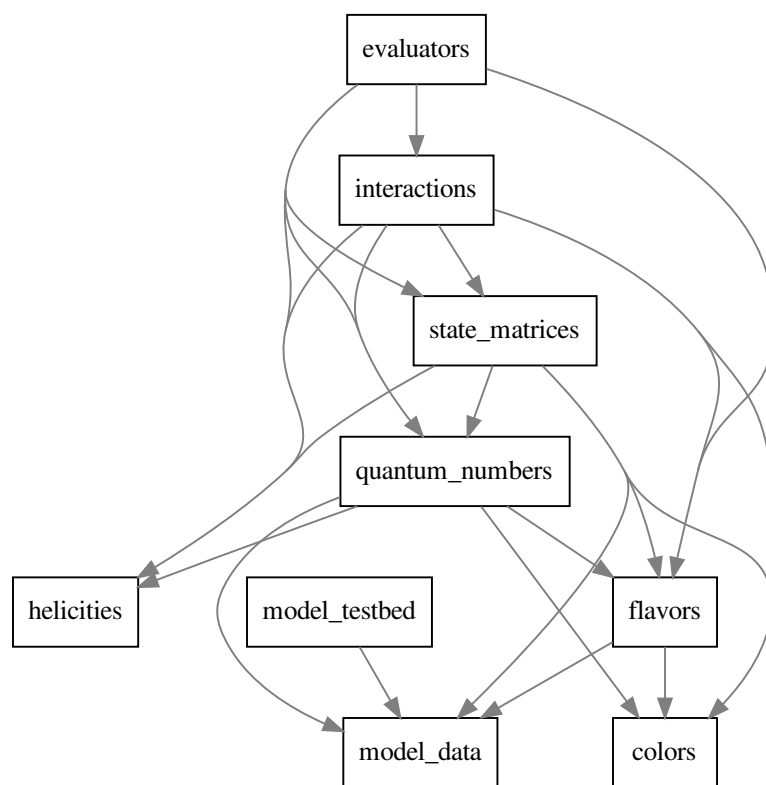 evaluators
interactions
state_matrices
quantum_numbers
helicities
model_testbed
flavors
model_data
colors